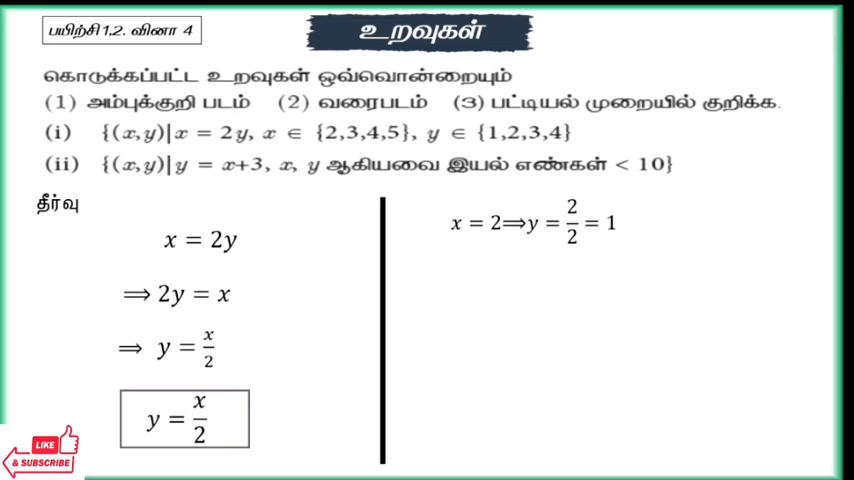 பயிற்சி 1.2. வினா 4
உறவுகள்
கொடுக்கப்பட்ட உறவுகள் ஒவ்வொன்றையும்
(1) அம்புக்குறி படம் (2) வரைபடம் (3) பட்டியல் முறையில் குறிக்க.
(i) {(x,y)|x = 2y, x ∈ {2,3,4,5}, y ∈ {1,2,3,4}
(ii) {(x,y)|y = x+3, x, y ஆகியவை இயல் எண்கள் < 10}
தீர்வு
x = 2y
⟹ 2y = x
⟹ y = x/2
y = x/2
x = 2⟹y = 2/2 = 1
LIKE
& SUBSCRIBE